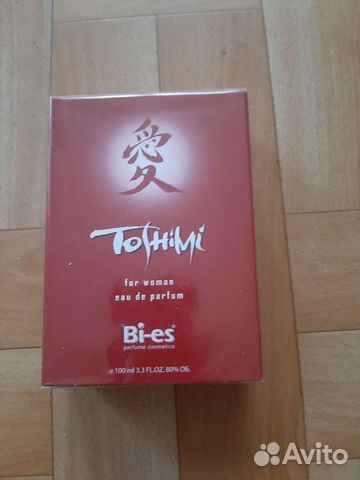 愛
TOSHIMI
for woman
eau de parfum
Bi-es
perfume cosmetics
e 100 ml 3.3 FL.OZ. 80% OБ.
Avito